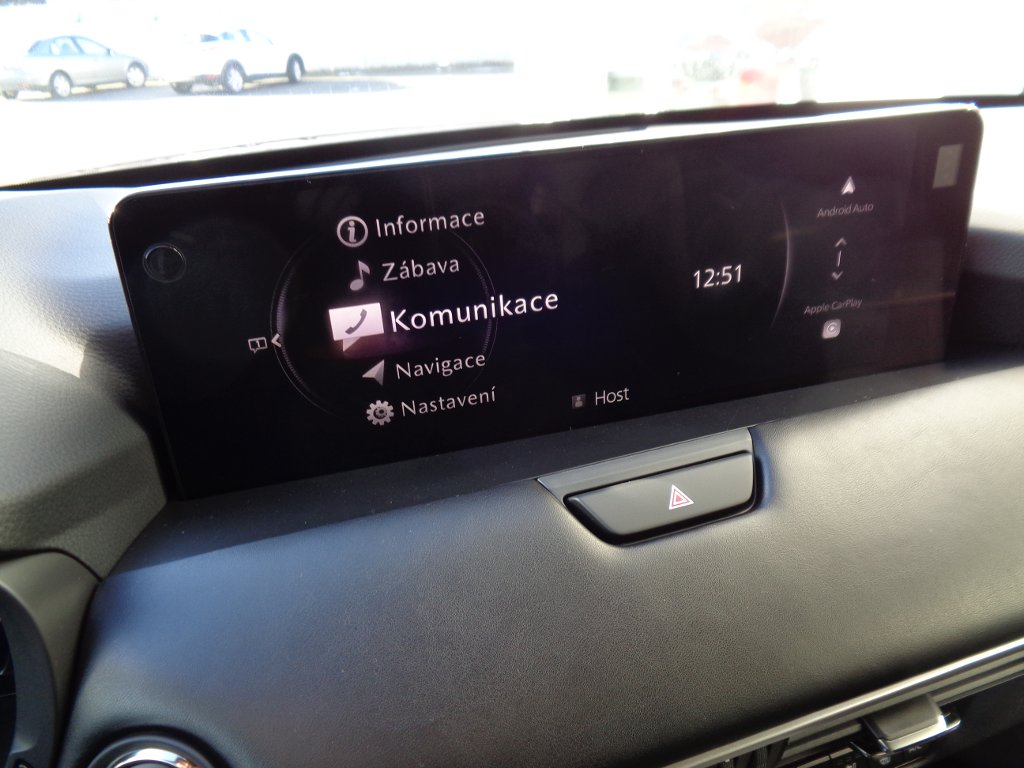 Informace
Zábava
Komunikace
Navigace
Nastavení
Host
12:51
Android Auto
Apple CarPlay